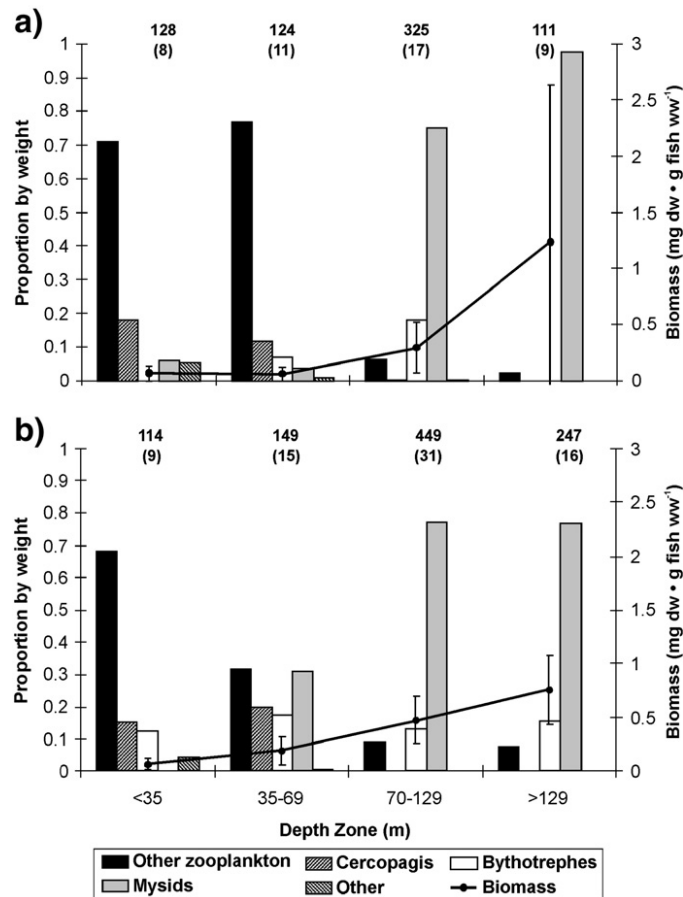 a)
128 124 325 111
(8) (11) (17) (9)
1 3
0.9
0.8 2.5
0.7
0.6 2
0.5 1.5
0.4
0.3 1
0.2 0.5
0.1
0 0
Proportion by weight
Biomass (mg dw • g fish ww-1)
b)
114 149 449 247
(9) (15) (31) (16)
1 3
0.9
0.8 2.5
0.7
0.6 2
0.5 1.5
0.4
0.3 1
0.2 0.5
0.1
0 0
Proportion by weight
Biomass (mg dw • g fish ww-1)
<35 35-69 70-129 >129
Depth Zone (m)
Other zooplankton Cercopagis Bythotrephes
Mysids Other Biomass